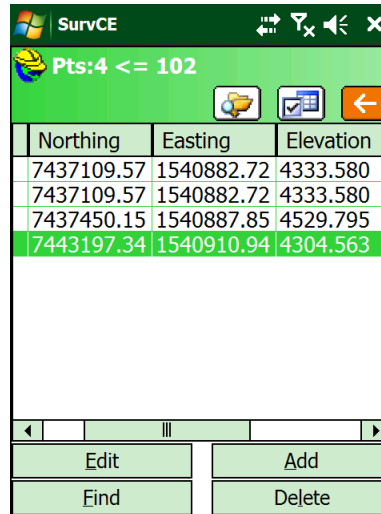 SurvCE
Pts:4 <= 102
Northing Easting Elevation
7437109.57 1540882.72 4333.580
7437109.57 1540882.72 4333.580
7437450.15 1540887.85 4529.795
7443197.34 1540910.94 4304.563
Edit Add
Find Delete